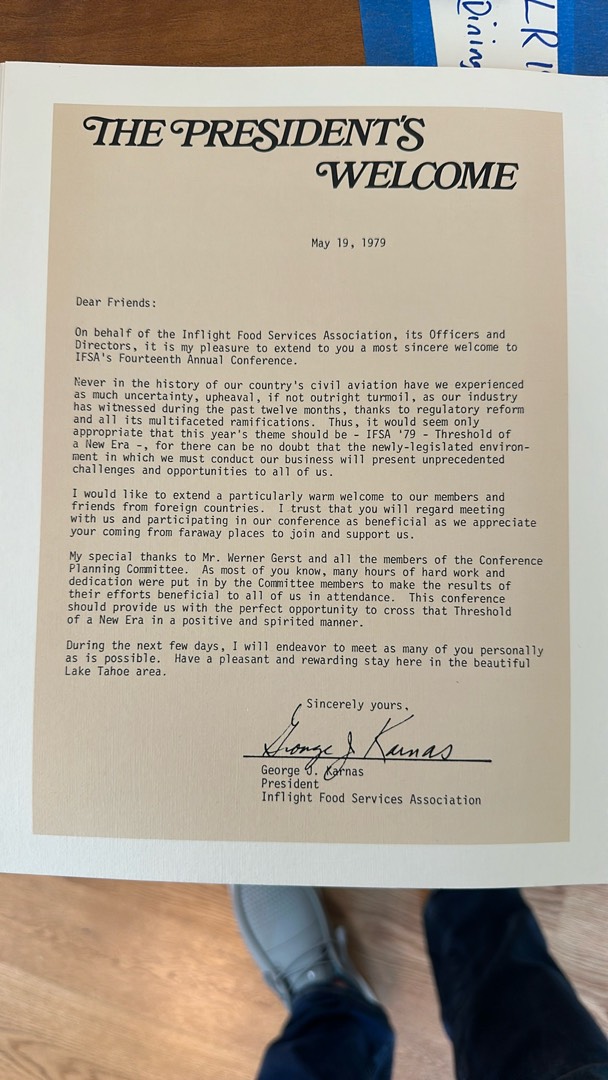 LR
Dining
THE PRESIDENT'S
WELCOME
May 19, 1979
Dear Friends:
On behalf of the Inflight Food Services Association, its Officers and
Directors, it is my pleasure to extend to you a most sincere welcome to
IFSA's Fourteenth Annual Conference.
Never in the history of our country's civil aviation have we experienced
as much uncertainty, upheaval, if not outright turmoil, as our industry
has witnessed during the past twelve months, thanks to regulatory reform
and all its multifaceted ramifications. Thus, it would seem only
appropriate that this year's theme should be - IFSA '79 - Threshold of
a New Era -, for there can be no doubt that the newly-legislated environ-
ment in which we must conduct our business will present unprecedented
challenges and opportunities to all of us.
I would like to extend a particularly warm welcome to our members and
friends from foreign countries. I trust that you will regard meeting
with us and participating in our conference as beneficial as we appreciate
your coming from faraway places to join and support us.
My special thanks to Mr. Werner Gerst and all the members of the Conference
Planning Committee. As most of you know, many hours of hard work and
dedication were put in by the Committee members to make the results of
their efforts beneficial to all of us in attendance. This conference
should provide us with the perfect opportunity to cross that Threshold
of a New Era in a positive and spirited manner.
During the next few days, I will endeavor to meet as many of you personally
as is possible. Have a pleasant and rewarding stay here in the beautiful
Lake Tahoe area.
Sincerely yours,
George J Karnas
George J. Karnas
President
Inflight Food Services Association